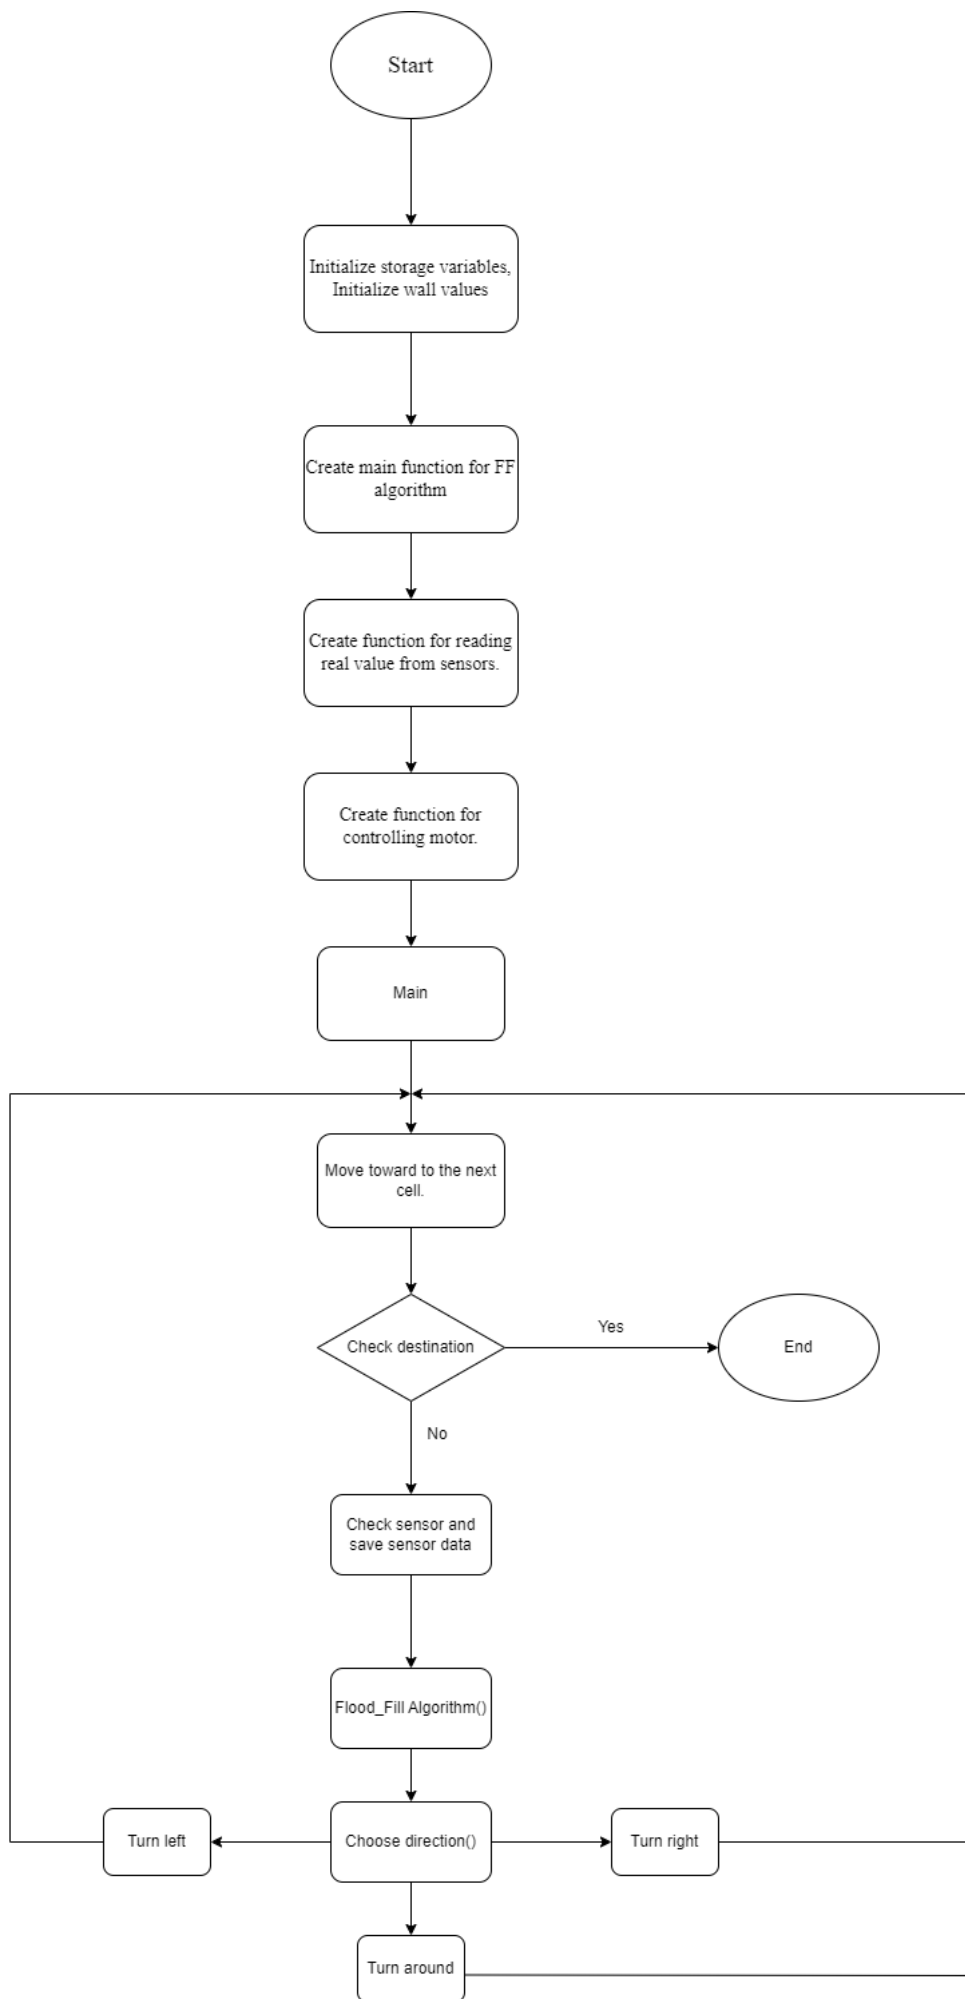 Start
Initialize storage variables,
Initialize wall values
Create main function for FF
algorithm
Create function for reading
real value from sensors.
Create function for
controlling motor.
Main
Move toward to the next
cell.
Check destination
Yes
End
No
Check sensor and
save sensor data
Flood_Fill Algorithm()
Turn left
Choose direction()
Turn right
Turn around